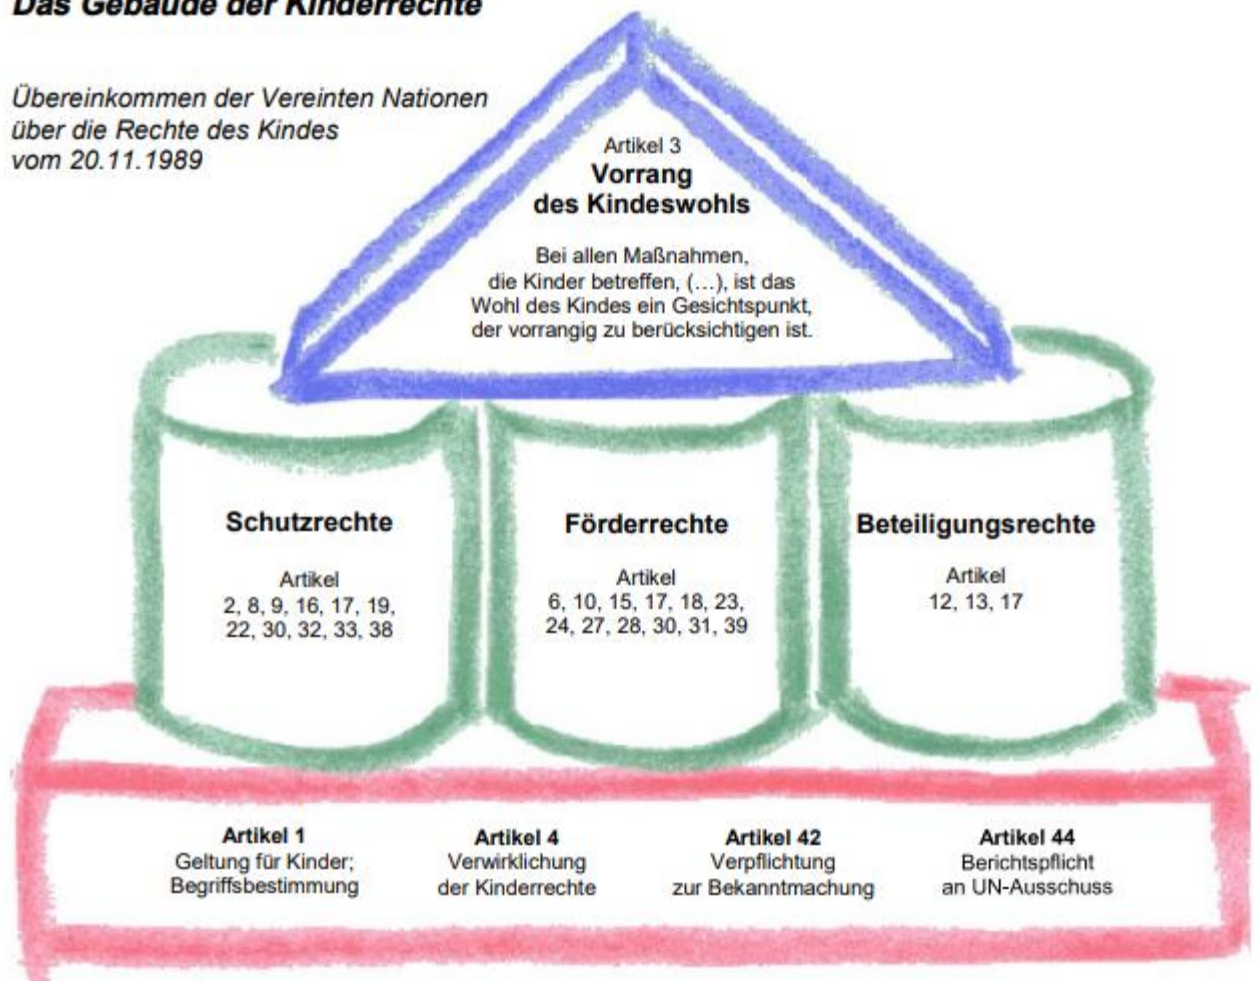 Das Gebäude der Kinderrechte
Übereinkommen der Vereinten Nationen
über die Rechte des Kindes
vom 20.11.1989
Artikel 3
Vorrang
des Kindeswohls
Bei allen Maßnahmen,
die Kinder betreffen, (…), ist das
Wohl des Kindes ein Gesichtspunkt,
der vorrangig zu berücksichtigen ist.
Schutzrechte
Artikel
2, 8, 9, 16, 17, 19,
22, 30, 32, 33, 38
Förderrechte
Artikel
6, 10, 15, 17, 18, 23,
24, 27, 28, 30, 31, 39
Beteiligungsrechte
Artikel
12, 13, 17
Artikel 1
Geltung für Kinder;
Begriffsbestimmung
Artikel 4
Verwirklichung
der Kinderrechte
Artikel 42
Verpflichtung
zur Bekanntmachung
Artikel 44
Berichtspflicht
an UN-Ausschuss